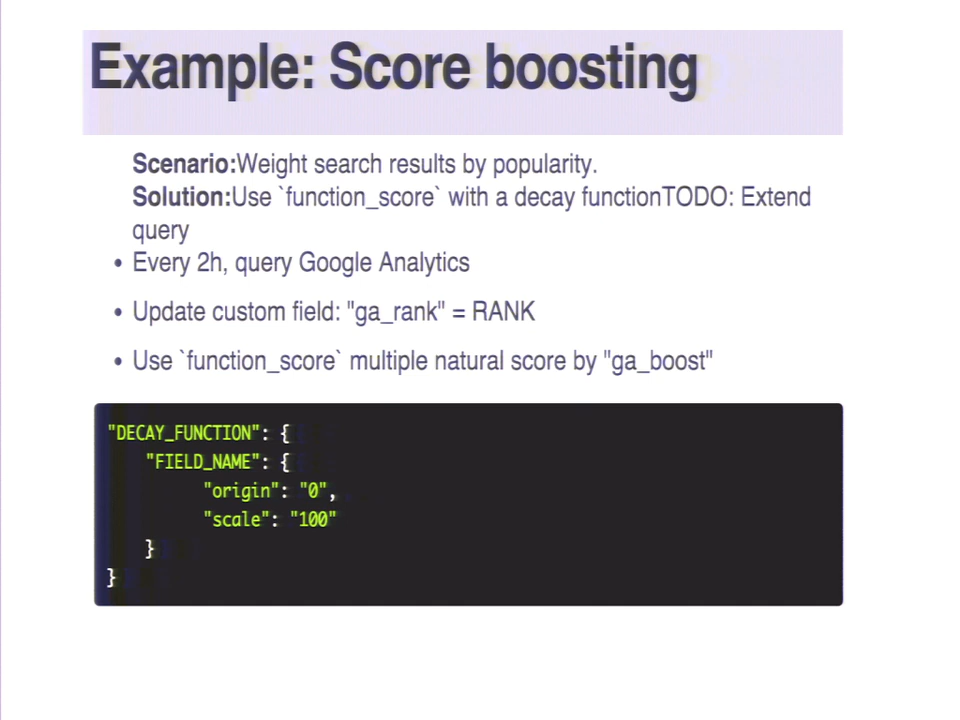 Example: Score boosting
Scenario:Weight search results by popularity.
Solution:Use `function_score` with a decay functionTODO: Extend
query
• Every 2h, query Google Analytics
• Update custom field: "ga_rank" = RANK
• Use `function_score` multiple natural score by "ga_boost"
"DECAY_FUNCTION": {
    "FIELD_NAME": {
          "origin": "0",
          "scale": "100"
    }
}